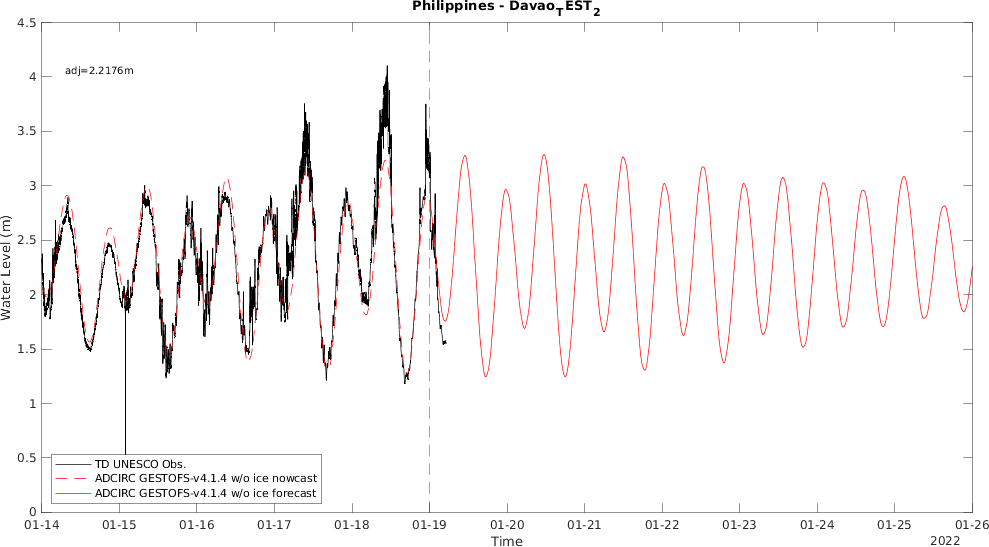 Philippines - Davao_TEST_2
4.5
4
3.5
3
2.5
2
1.5
1
0.5
0
Water Level (m)
adj=2.2176m
TD UNESCO Obs.
ADCIRC GESTOFS-v4.1.4 w/o ice nowcast
ADCIRC GESTOFS-v4.1.4 w/o ice forecast
01-14 01-15 01-16 01-17 01-18 01-19 01-20 01-21 01-22 01-23 01-24 01-25 01-26
Time
2022